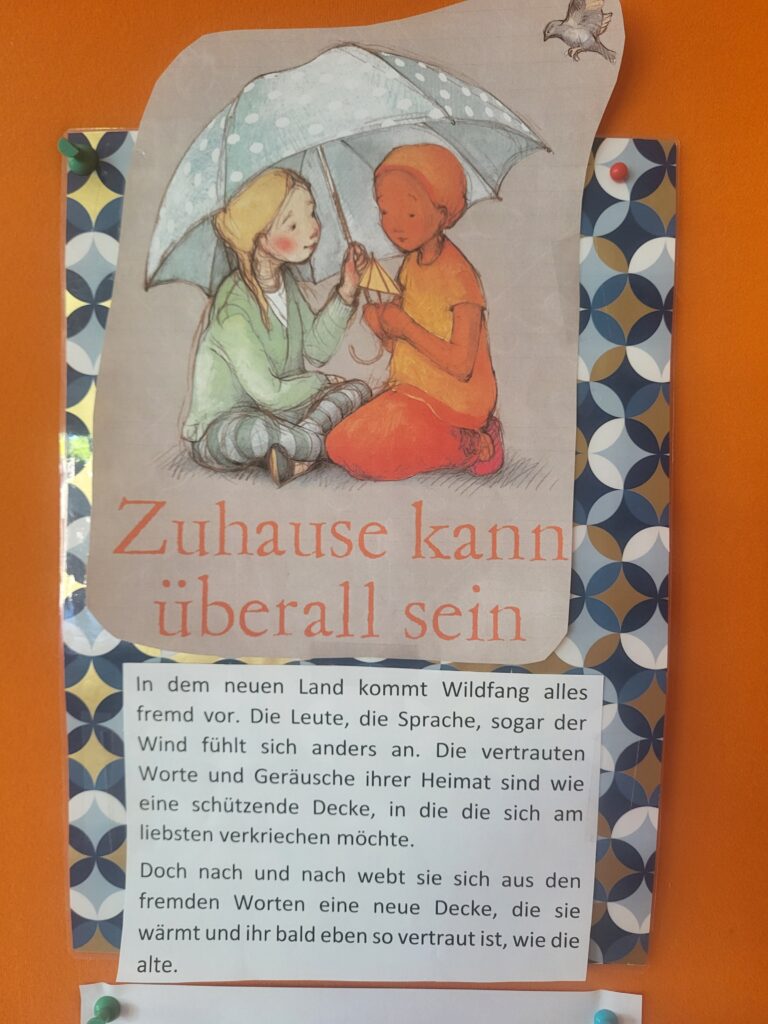 Zuhause kann
überall sein
In dem neuen Land kommt Wildfang alles
fremd vor. Die Leute, die Sprache, sogar der
Wind fühlt sich anders an. Die vertrauten
Worte und Geräusche ihrer Heimat sind wie
eine schützende Decke, in die die sich am
liebsten verkriechen möchte.
Doch nach und nach webt sie sich aus den
fremden Worten eine neue Decke, die sie
wärmt und ihr bald eben so vertraut ist, wie die
alte.